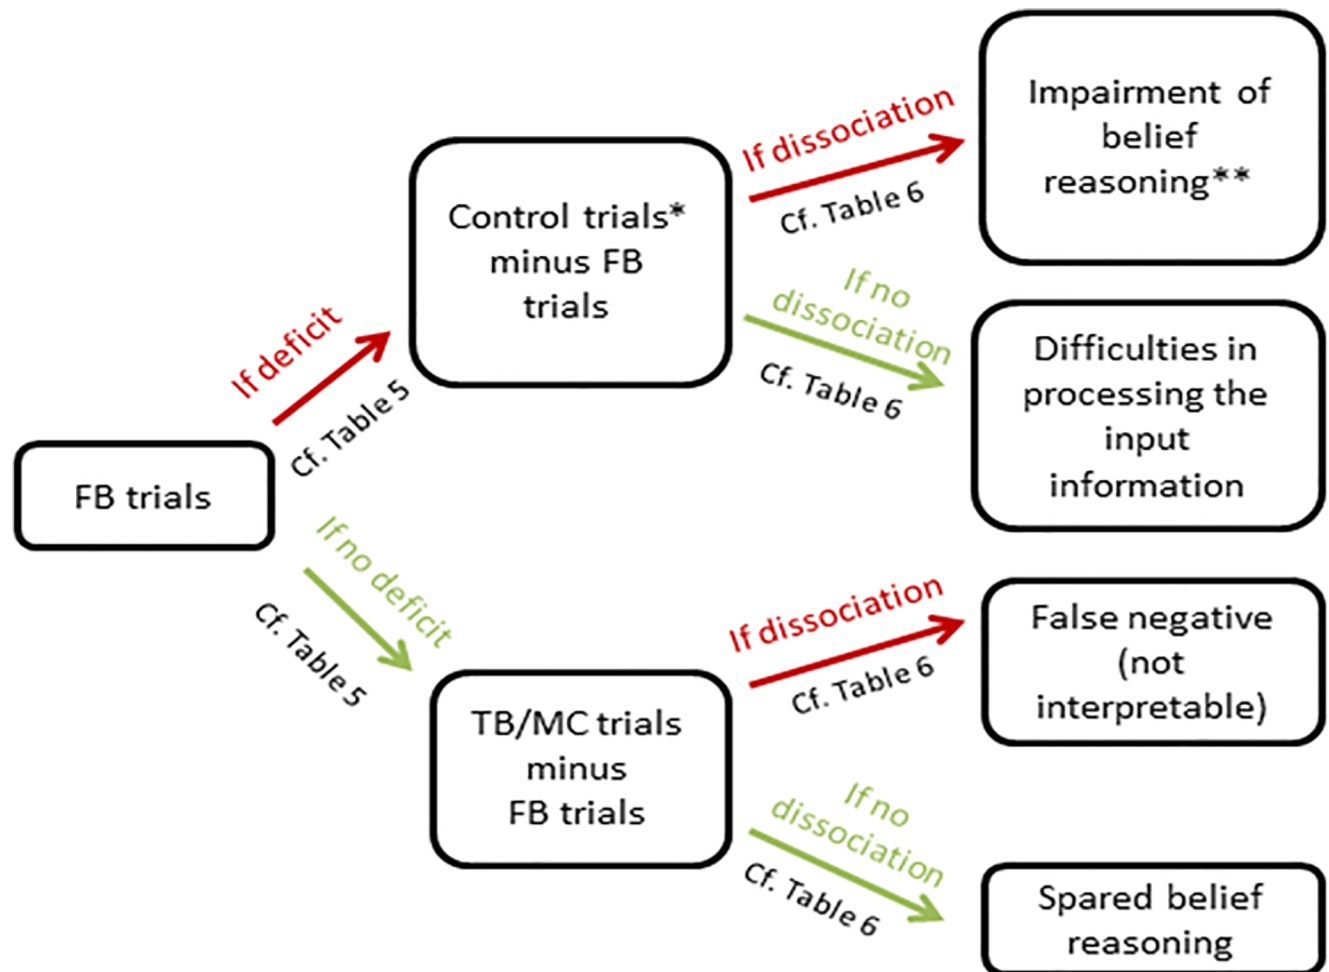 FB trials
If deficit
Cf. Table 5
If no deficit
Cf. Table 5
Control trials*
minus FB
trials
TB/MC trials
minus
FB trials
If dissociation
Cf. Table 6
If no
dissociation
Cf. Table 6
If dissociation
Cf. Table 6
If no
dissociation
Cf. Table 6
Impairment of
belief
reasoning**
Difficulties in
processing the
input
information
False negative
(not
interpretable)
Spared belief
reasoning